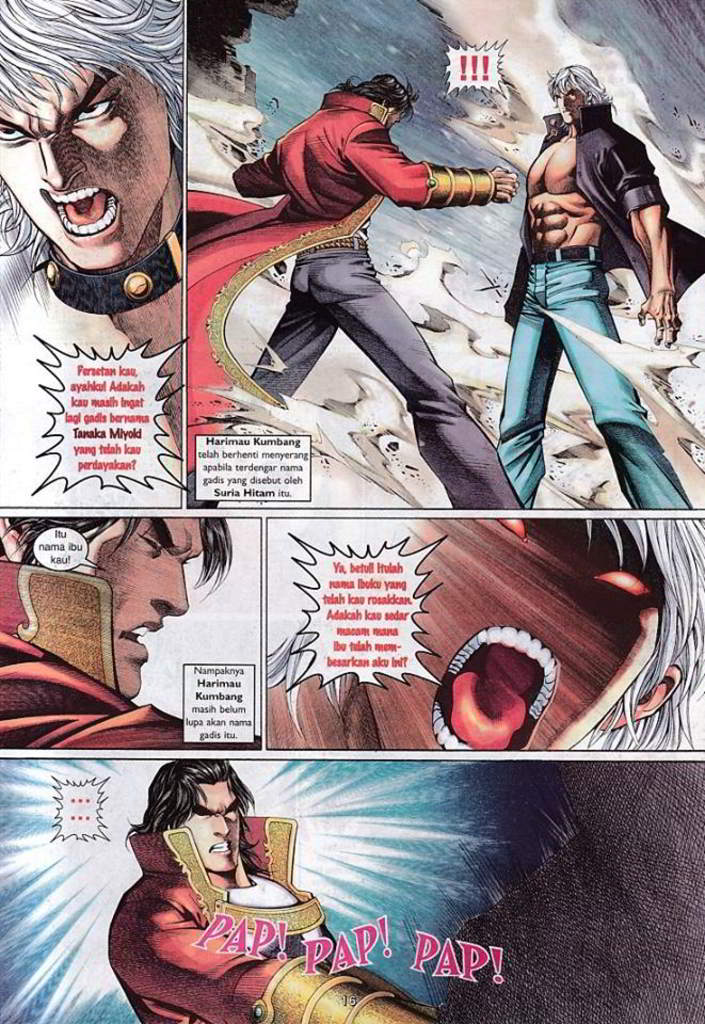 Persetan kau,
ayahku! Adakah
kau masih ingat
lagi gadis bernama
Tanaka Miyoki
yang telah kau
perdayakan?
!!!
Harimau Kumbang
telah berhenti menyerang
apabila terdengar nama
gadis yang disebut oleh
Suria Hitam itu.
Itu
nama ibu
kau!
Nampaknya
Harimau
Kumbang
masih belum
lupa akan nama
gadis itu.
Ya, betul! Itulah
nama ibuku yang
telah kau rosakkan.
Adakah kau sedar
macam mana
ibu telah mem-
besarkan aku ini?
...
...
PAP! PAP! PAP!
16